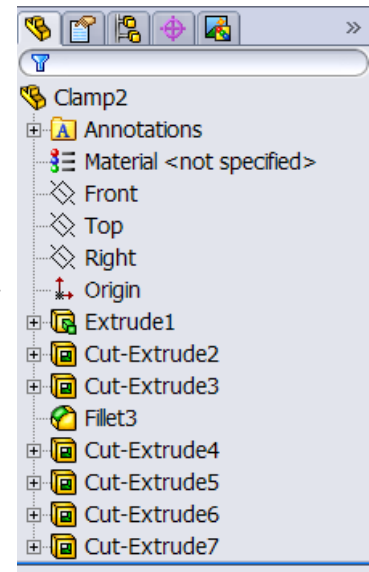 Clamp2
A Annotations
Material <not specified>
Front
Top
Right
Origin
Extrude1
Cut-Extrude2
Cut-Extrude3
Fillet3
Cut-Extrude4
Cut-Extrude5
Cut-Extrude6
Cut-Extrude7